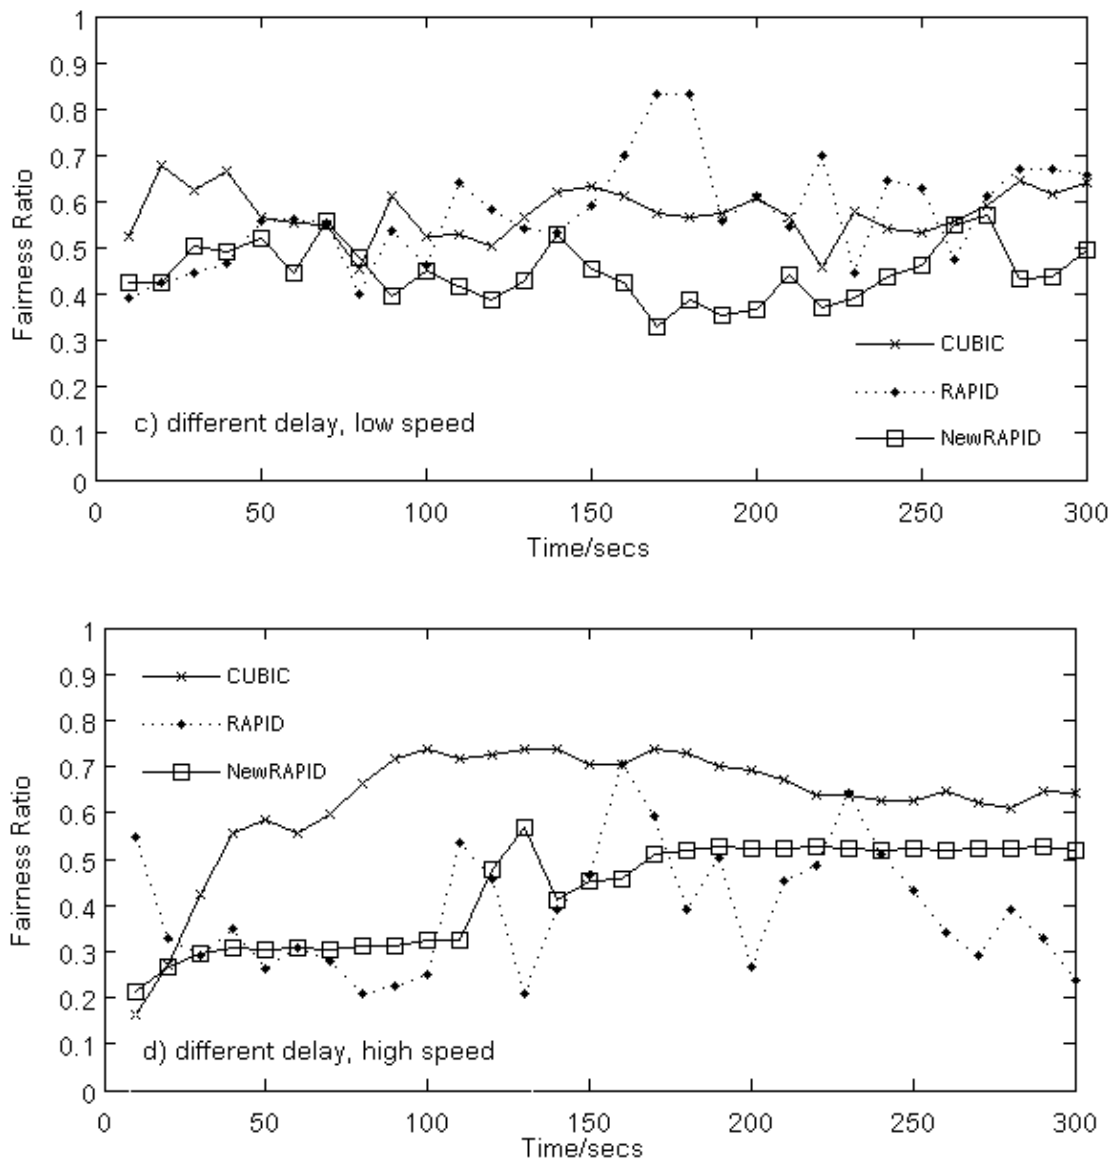 1
0.9
0.8
0.7
0.6
0.5
0.4
0.3
0.2
0.1
0
Fairness Ratio
CUBIC
RAPID
NewRAPID
c) different delay, low speed
0 50 100 150 200 250 300
Time/secs
1
0.9
0.8
0.7
0.6
0.5
0.4
0.3
0.2
0.1
0
Fairness Ratio
CUBIC
RAPID
NewRAPID
d) different delay, high speed
0 50 100 150 200 250 300
Time/secs